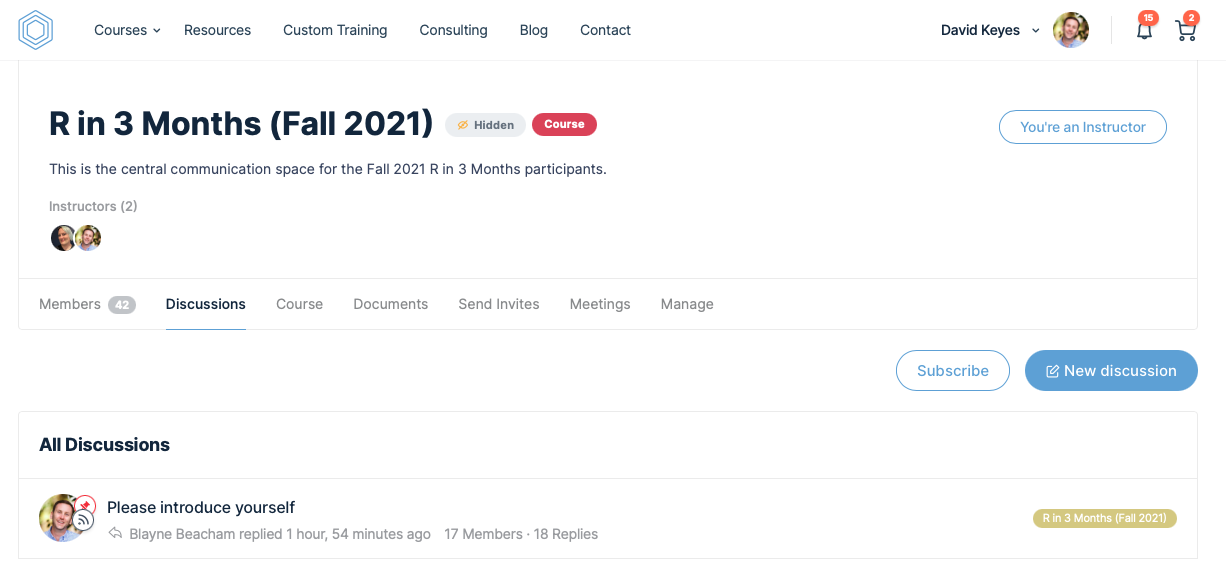 Courses Resources Custom Training Consulting Blog Contact David Keyes 15 2
R in 3 Months (Fall 2021) Hidden Course You're an Instructor
This is the central communication space for the Fall 2021 R in 3 Months participants.
Instructors (2)
Members 42 Discussions Course Documents Send Invites Meetings Manage
Subscribe New discussion
All Discussions
Please introduce yourself
Blayne Beacham replied 1 hour, 54 minutes ago 17 Members · 18 Replies
R in 3 Months (Fall 2021)